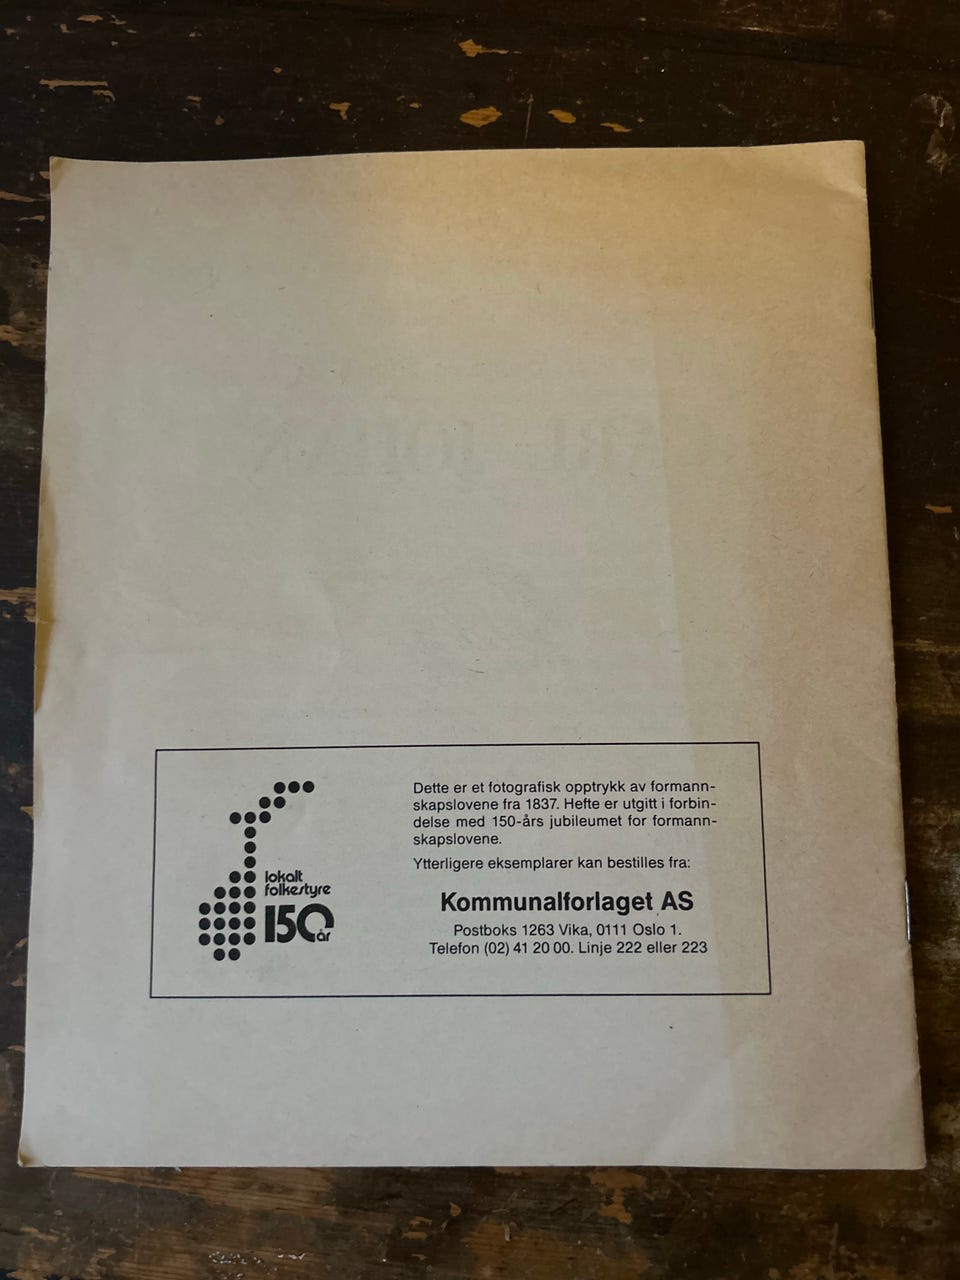 lokalt
folkestyre
150
år
Dette er et fotografisk opptrykk av formann-
skapslovene fra 1837. Hefte er utgitt i forbin-
delse med 150-års jubileumet for formann-
skapslovene.
Ytterligere eksemplarer kan bestilles fra:
Kommunalforlaget AS
Postboks 1263 Vika, 0111 Oslo 1.
Telefon (02) 41 20 00. Linje 222 eller 223